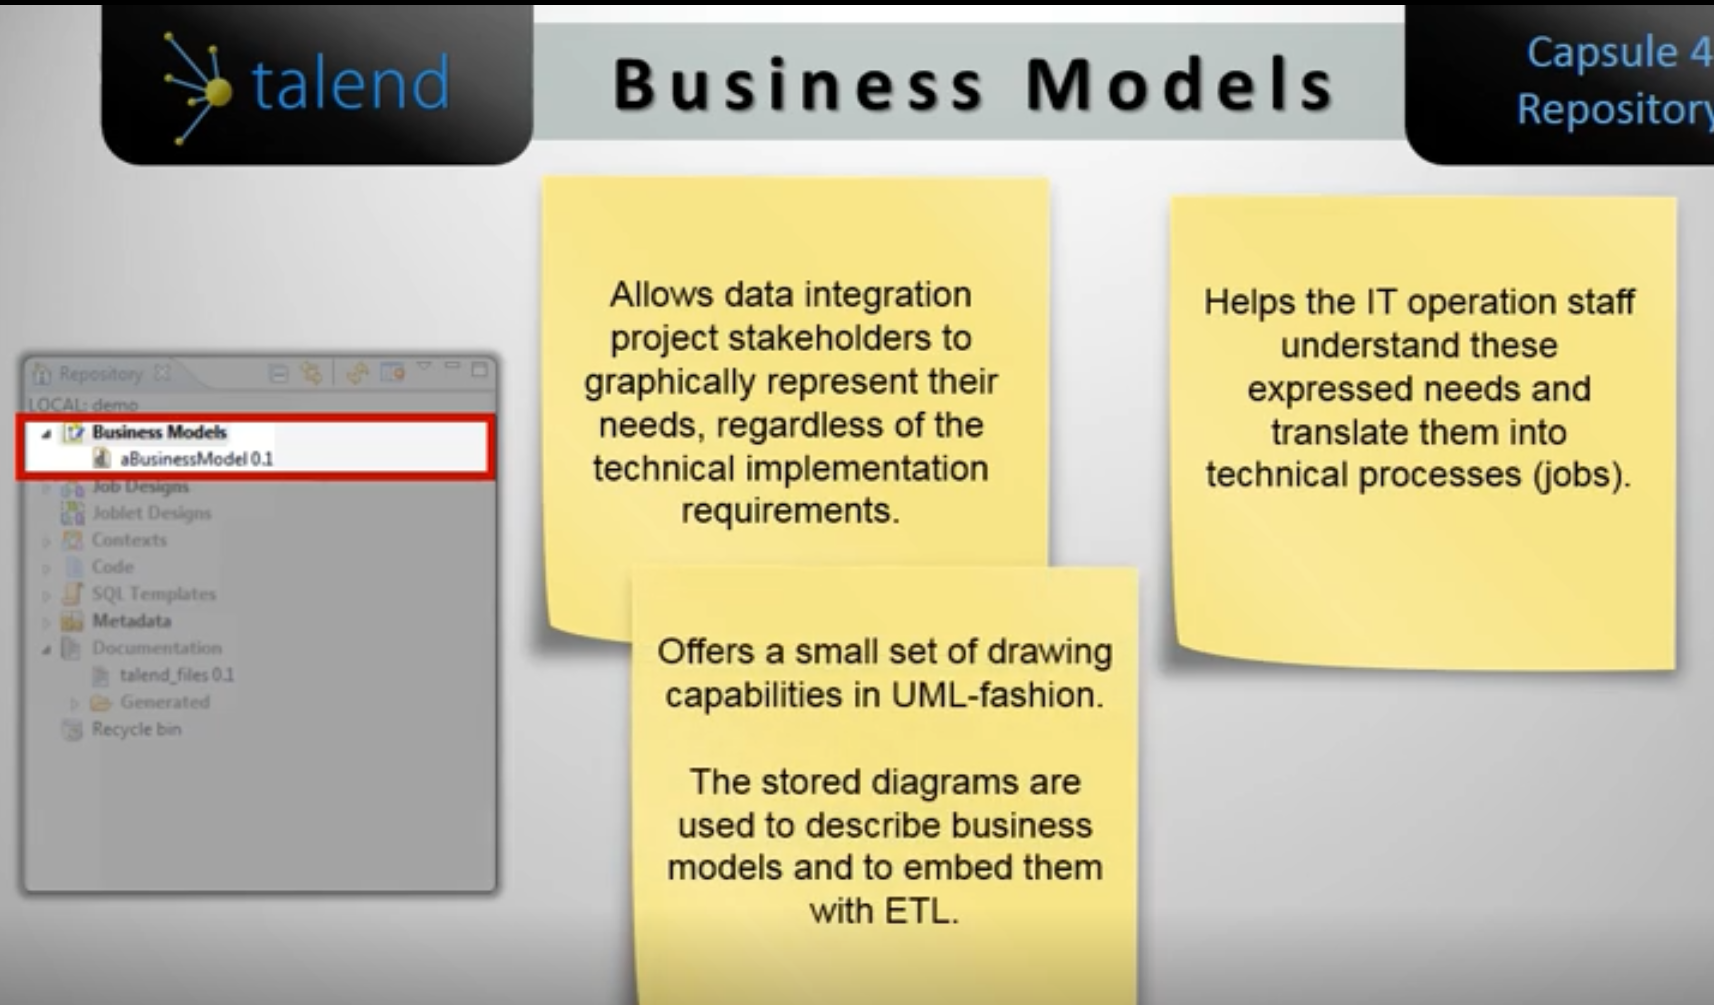 talend
Business Models
Capsule 4
Repository
Repository
LOCAL: demo
Business Models
aBusinessModel 0.1
Job Designs
Joblet Designs
Contexts
Code
SQL Templates
Metadata
Documentation
talend_files 0.1
Generated
Recycle bin
Allows data integration
project stakeholders to
graphically represent their
needs, regardless of the
technical implementation
requirements.
Offers a small set of drawing
capabilities in UML-fashion.
The stored diagrams are
used to describe business
models and to embed them
with ETL.
Helps the IT operation staff
understand these
expressed needs and
translate them into
technical processes (jobs).